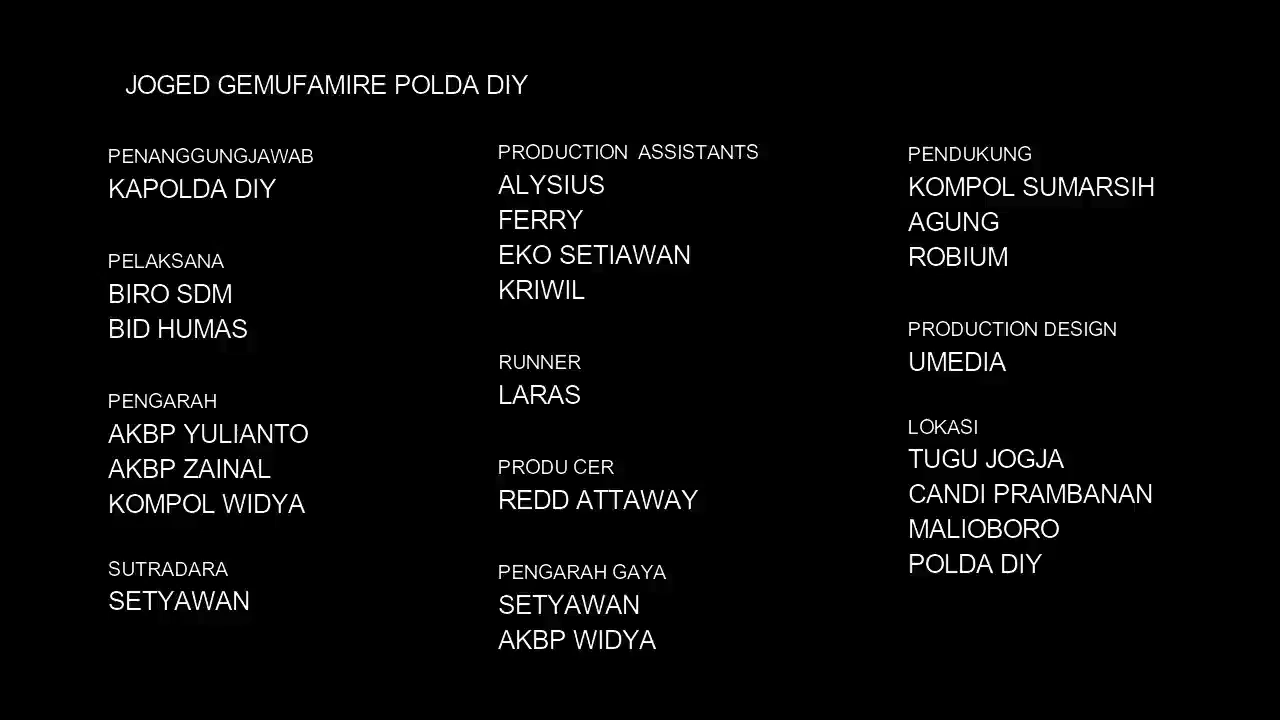 JOGED GEMUFAMIRE POLDA DIY
PENANGGUNGJAWAB
KAPOLDA DIY
PELAKSANA
BIRO SDM
BID HUMAS
PENGARAH
AKBP YULIANTO
AKBP ZAINAL
KOMPOL WIDYA
SUTRADARA
SETYAWAN
PRODUCTION  ASSISTANTS
ALYSIUS
FERRY
EKO SETIAWAN
KRIWIL
RUNNER
LARAS
PRODU CER
REDD ATTAWAY
PENGARAH GAYA
SETYAWAN
AKBP WIDYA
PENDUKUNG
KOMPOL SUMARSIH
AGUNG
ROBIUM
PRODUCTION DESIGN
UMEDIA
LOKASI
TUGU JOGJA
CANDI PRAMBANAN
MALIOBORO
POLDA DIY